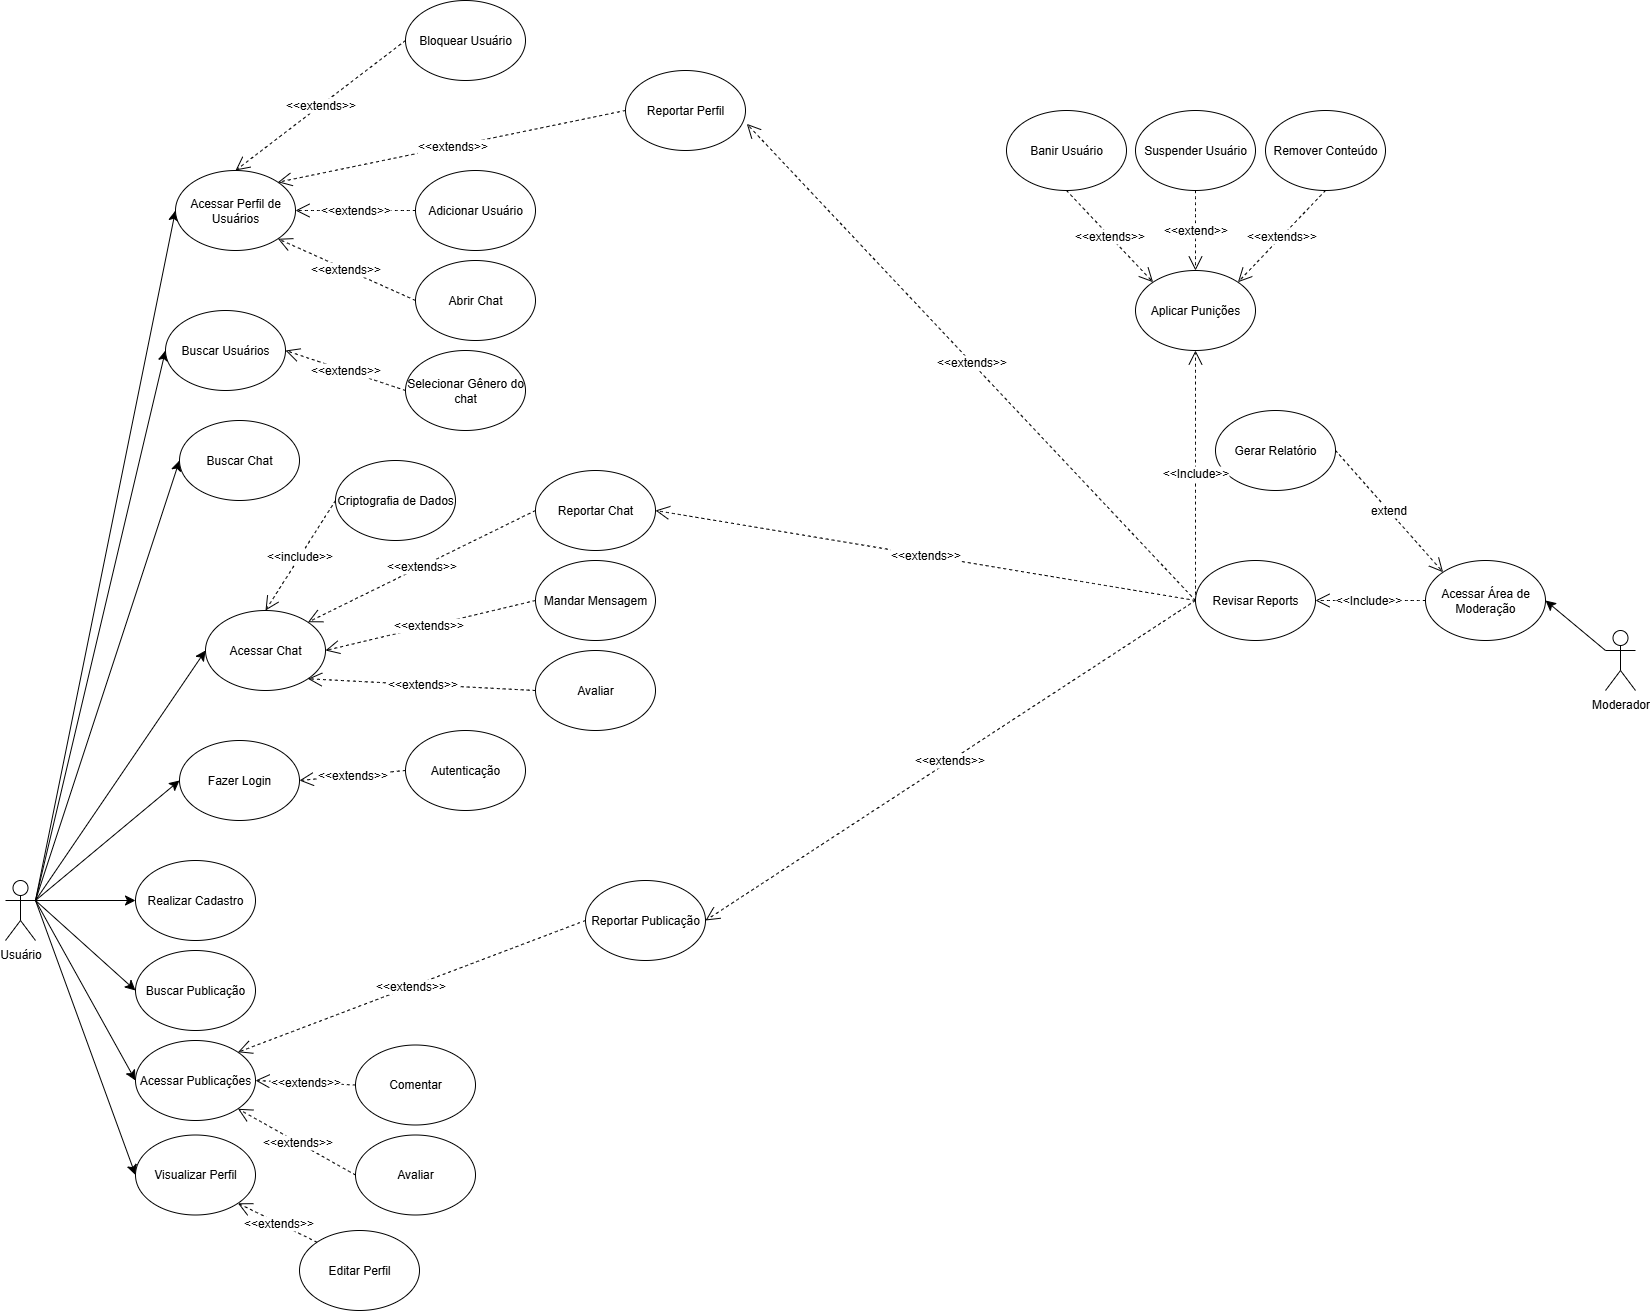 Bloquear Usuário
<<extends>>
Reportar Perfil
<<extends>>
Acessar Perfil de
Usuários
<<extends>>
Adicionar Usuário
<<extends>>
Abrir Chat
Buscar Usuários
<<extends>>
Selecionar Gênero do
chat
Buscar Chat
Criptografia de Dados
<<include>>
Reportar Chat
<<extends>>
Mandar Mensagem
<<extends>>
Acessar Chat
<<extends>>
Avaliar
Fazer Login
<<extends>>
Autenticação
Realizar Cadastro
Usuário
Buscar Publicação
Reportar Publicação
<<extends>>
Acessar Publicações
<<extends>>
Comentar
<<extends>>
Avaliar
Visualizar Perfil
<<extends>>
Editar Perfil
Banir Usuário
Suspender Usuário
Remover Conteúdo
<<extends>>
<<extend>>
<<extends>>
Aplicar Punições
<<extends>>
Gerar Relatório
<<Include>>
extend
<<extends>>
Revisar Reports
<<Include>>
Acessar Área de
Moderação
Moderador
<<extends>>